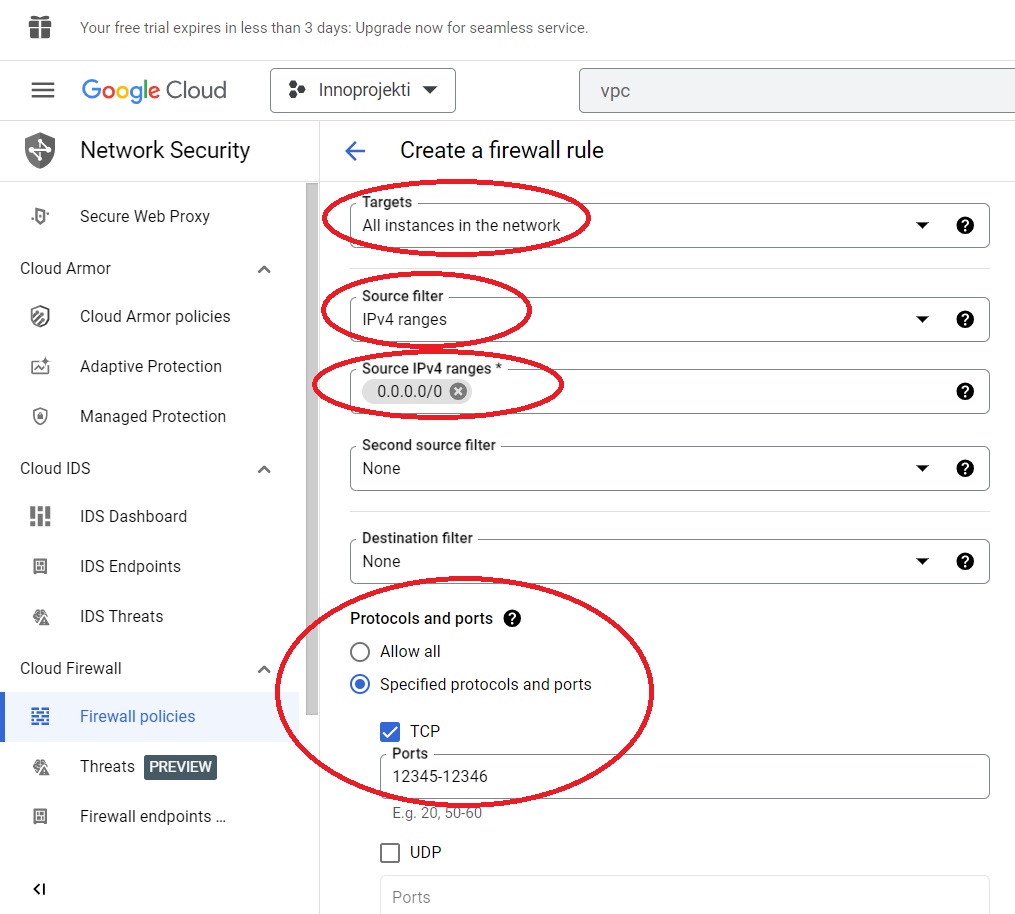 Your free trial expires in less than 3 days: Upgrade now for seamless service.
Google Cloud
Innoprojekti
vpc
Network Security
Create a firewall rule
Secure Web Proxy
Cloud Armor
Cloud Armor policies
Adaptive Protection
Managed Protection
Cloud IDS
IDS Dashboard
IDS Endpoints
IDS Threats
Cloud Firewall
Firewall policies
Threats PREVIEW
Firewall endpoints ...
Targets
All instances in the network
Source filter
IPv4 ranges
Source IPv4 ranges *
0.0.0.0/0
Second source filter
None
Destination filter
None
Protocols and ports
Allow all
Specified protocols and ports
TCP
Ports
12345-12346
E.g. 20, 50-60
UDP
Ports